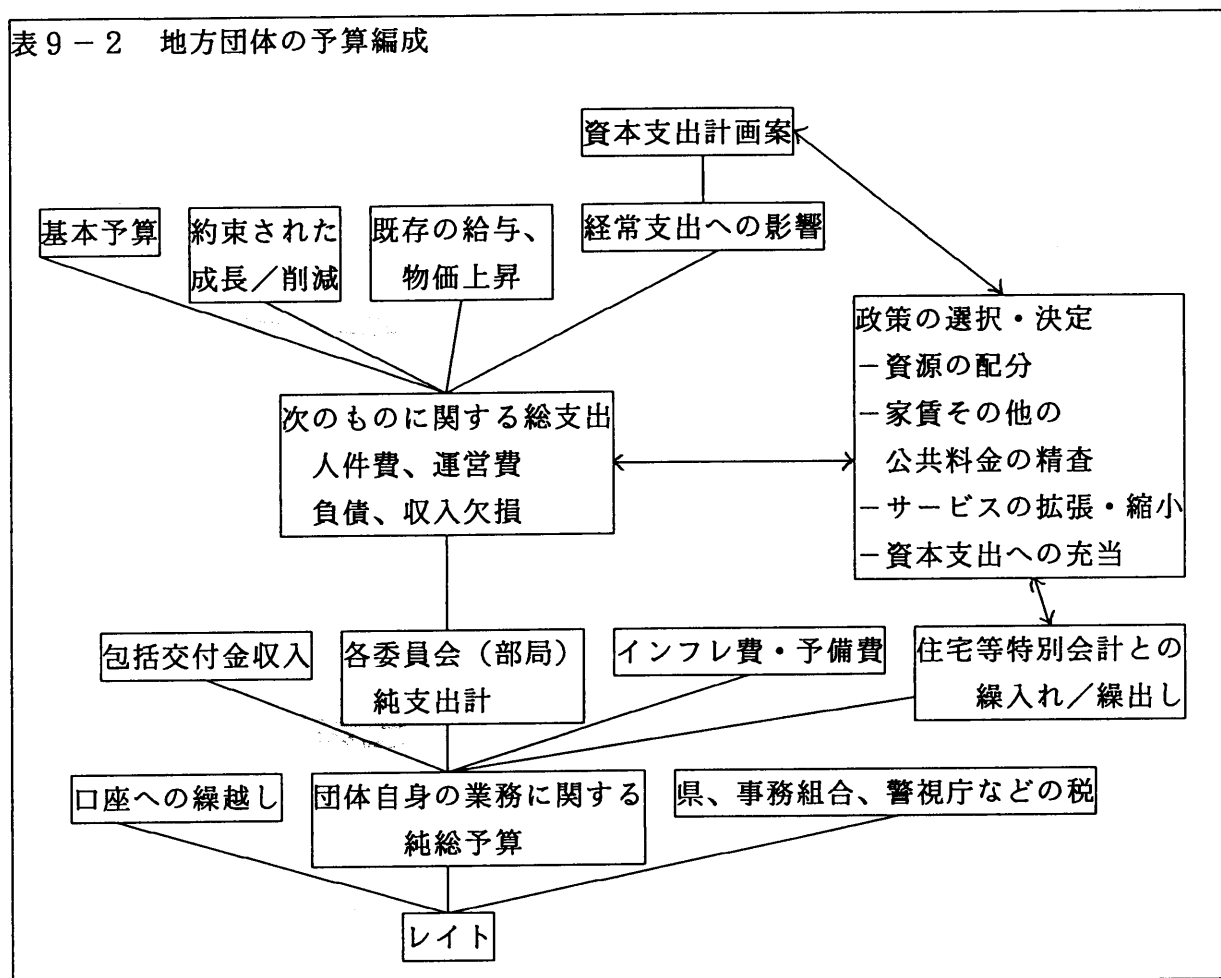 表9－2　地方団体の予算編成
資本支出計画案
基本予算
約束された
成長／削減
既存の給与、
物価上昇
経常支出への影響
政策の選択・決定
－資源の配分
－家賃その他の
公共料金の精査
－サービスの拡張・縮小
－資本支出への充当
次のものに関する総支出
人件費、運営費
負債、収入欠損
包括交付金収入
各委員会（部局）
純支出計
インフレ費・予備費
住宅等特別会計との
繰入れ／繰出し
口座への繰越し
団体自身の業務に関する
純総予算
県、事務組合、警視庁などの税
レイト